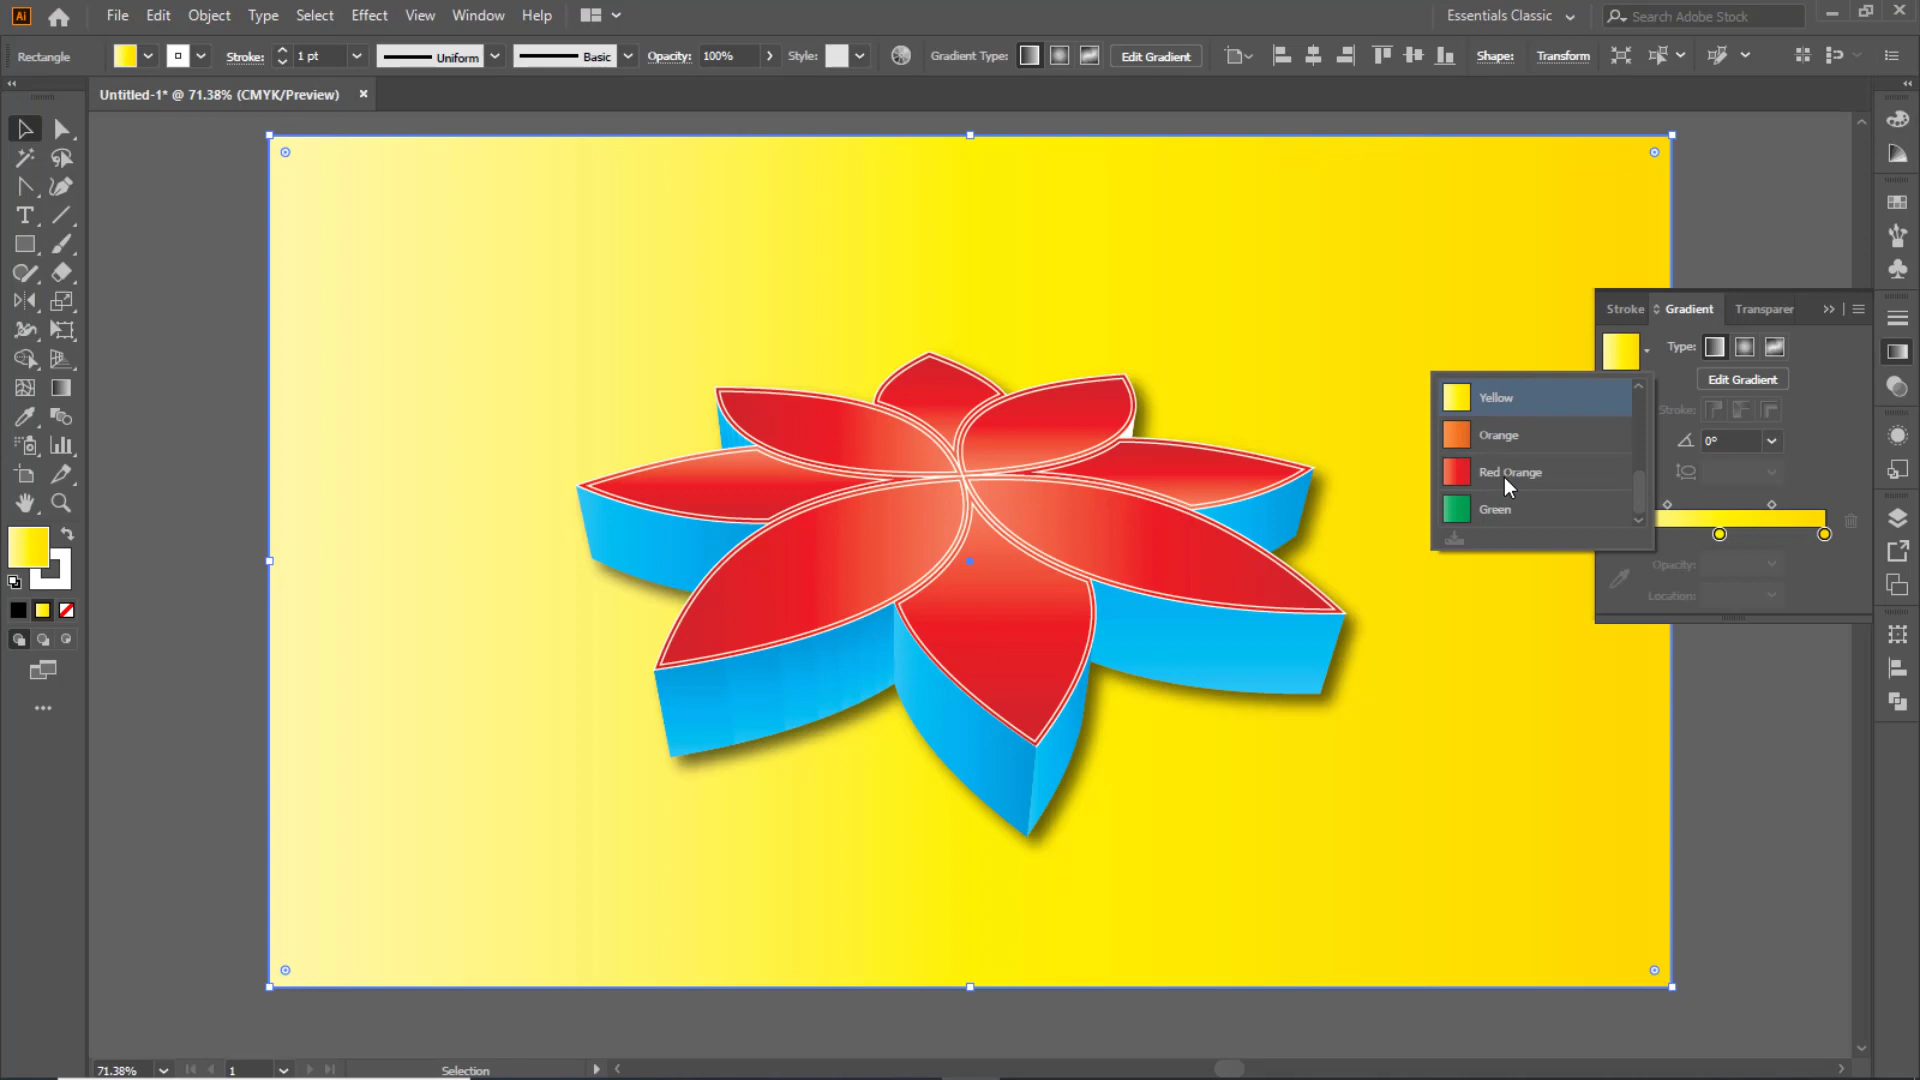 Ai File Edit Object Type Select Effect View Window Help Essentials Classic Search Adobe Stock
Rectangle Stroke: 1 pt Uniform Basic Opacity: 100% Style: Gradient Type: Edit Gradient Shape: Transform
Untitled-1* @ 71.38% (CMYK/Preview)
Stroke Gradient Transparer
Type:
Edit Gradient
Yellow
Stroke:
Orange
0°
Red Orange
Green
Opacity:
Location:
71.38% 1 Selection